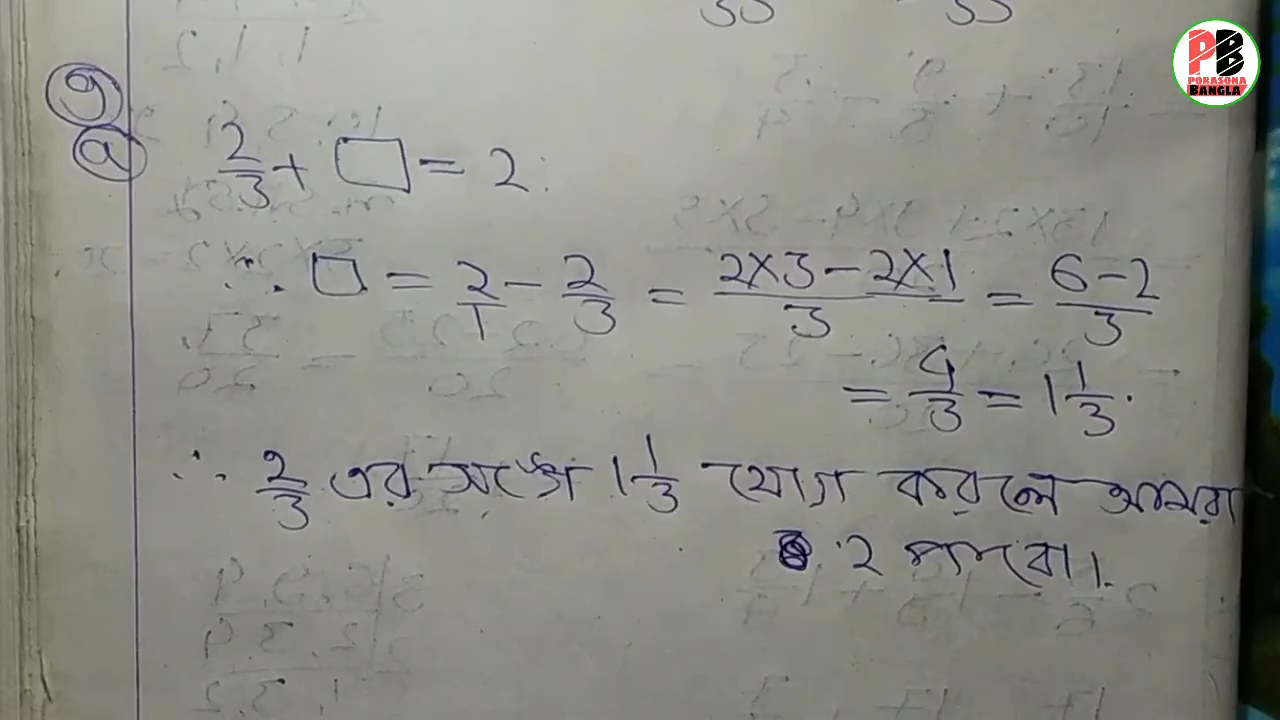 PB
PORASONA
BANGLA
a 2/3 + □ = 2.
∴ □ = 2/1 - 2/3 = (2×3 - 2×1)/3 = (6-2)/3
= 4/3 = 1 1/3.
∴ 2/3 এর সঙ্গে 1 1/3 যোগ করলে আমরা
2 পাবো।